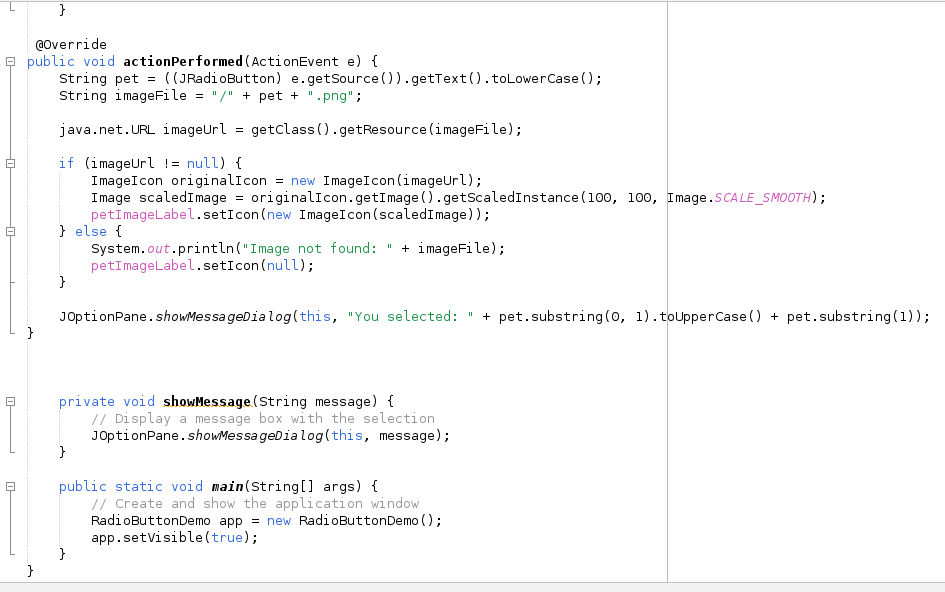 }

 @Override
public void actionPerformed(ActionEvent e) {
    String pet = ((JRadioButton) e.getSource()).getText().toLowerCase();
    String imageFile = "/" + pet + ".png";

    java.net.URL imageUrl = getClass().getResource(imageFile);

    if (imageUrl != null) {
        ImageIcon originalIcon = new ImageIcon(imageUrl);
        Image scaledImage = originalIcon.getImage().getScaledInstance(100, 100, Image.SCALE_SMOOTH);
        petImageLabel.setIcon(new ImageIcon(scaledImage));
    } else {
        System.out.println("Image not found: " + imageFile);
        petImageLabel.setIcon(null);
    }

    JOptionPane.showMessageDialog(this, "You selected: " + pet.substring(0, 1).toUpperCase() + pet.substring(1));
}

    private void showMessage(String message) {
        // Display a message box with the selection
        JOptionPane.showMessageDialog(this, message);
    }

    public static void main(String[] args) {
        // Create and show the application window
        RadioButtonDemo app = new RadioButtonDemo();
        app.setVisible(true);
    }
}